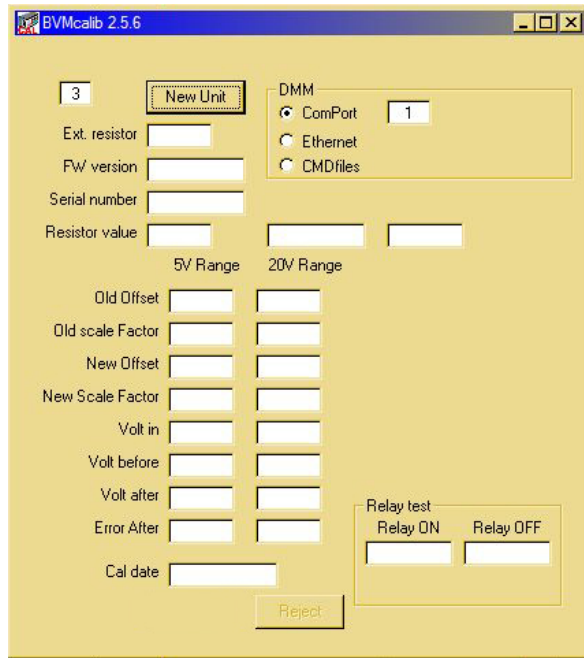 BVMcalib 2.5.6
3
New Unit
DMM
ComPort
1
Ethernet
CMDfiles
Ext. resistor
FW version
Serial number
Resistor value
5V Range
20V Range
Old Offset
Old scale Factor
New Offset
New Scale Factor
Volt in
Volt before
Volt after
Error After
Cal date
Relay test
Relay ON
Relay OFF
Reject